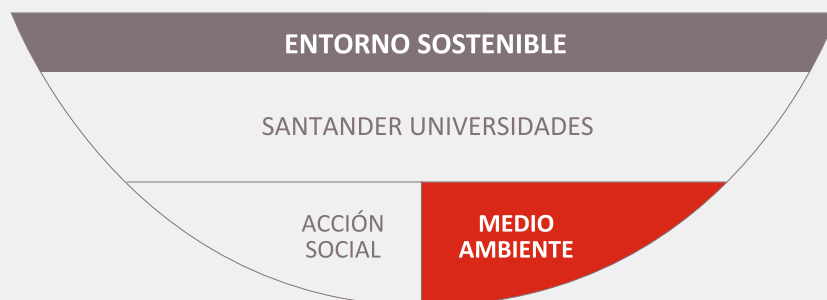 ENTORNO SOSTENIBLE
SANTANDER UNIVERSIDADES
ACCIÓN
SOCIAL
MEDIO
AMBIENTE